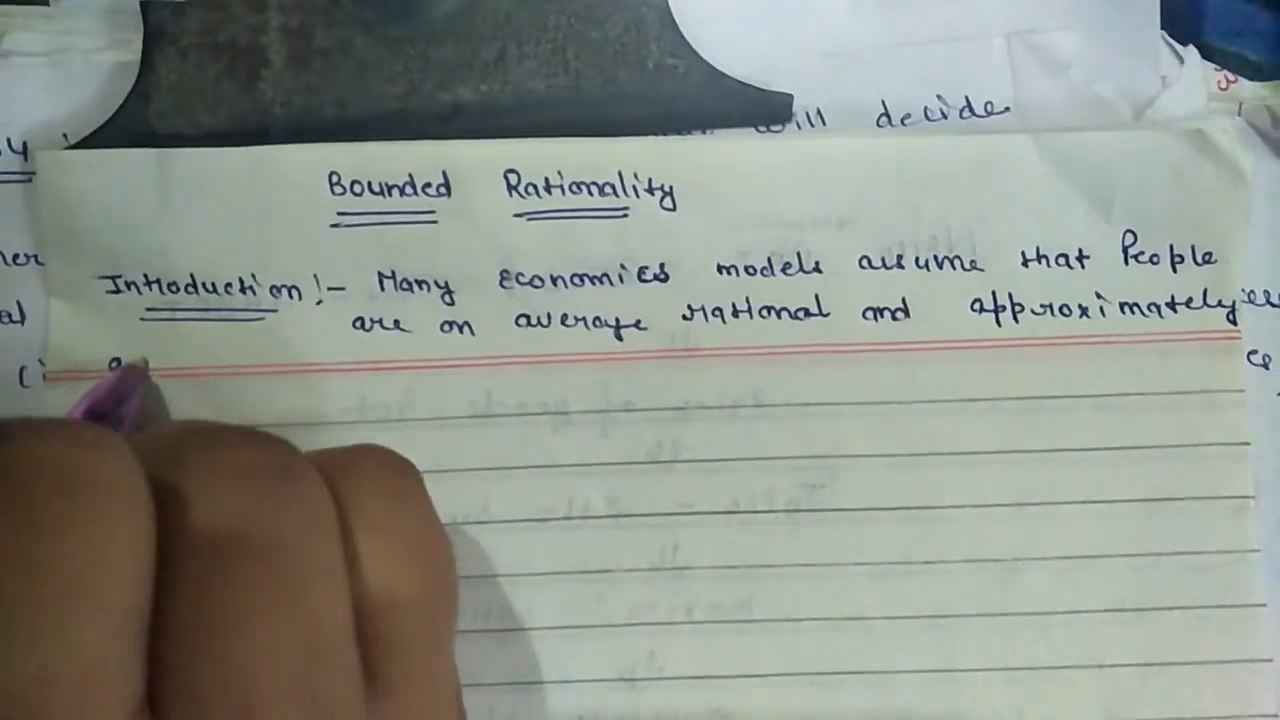 will decide
Bounded Rationality
Introduction :- Many Economics models assume that People
are on average rational and approximately